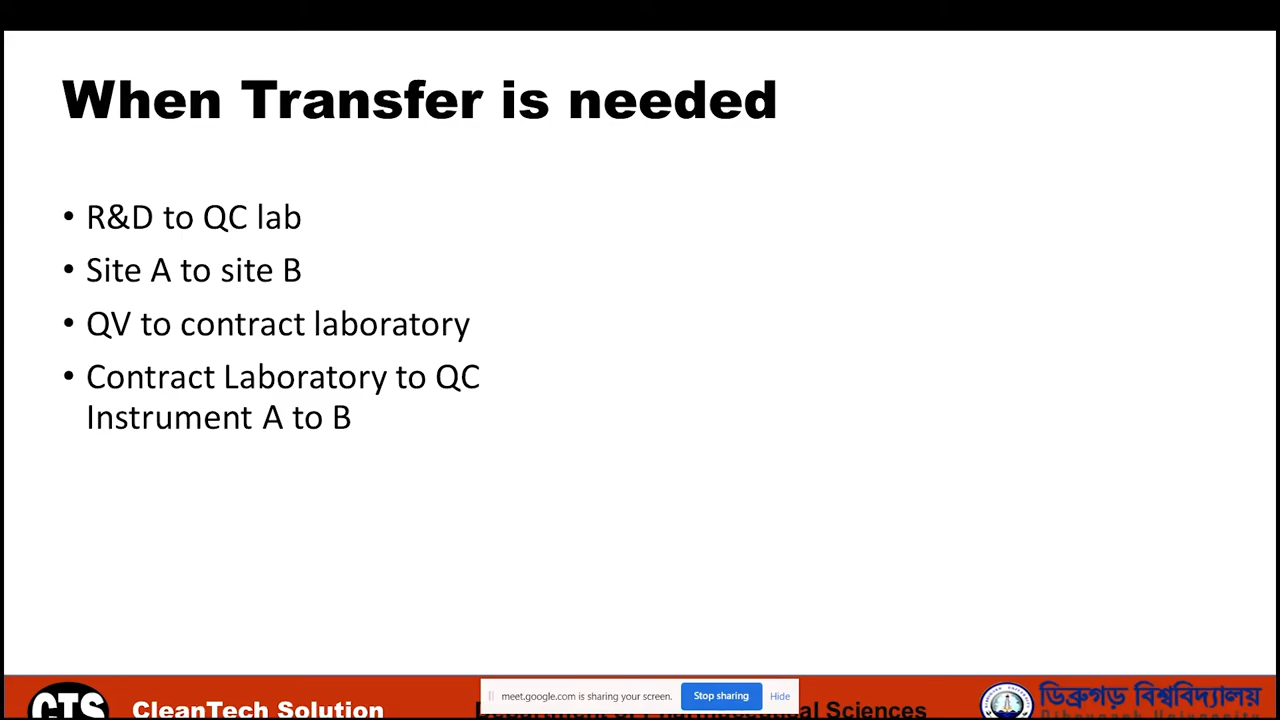 When Transfer is needed
• R&D to QC lab
• Site A to site B
• QV to contract laboratory
• Contract Laboratory to QC
Instrument A to B
CTS
CleanTech Solution
meet.google.com is sharing your screen.
Stop sharing
Hide
Sciences
ডিব্রুগড় বিশ্ববিদ্যালয়